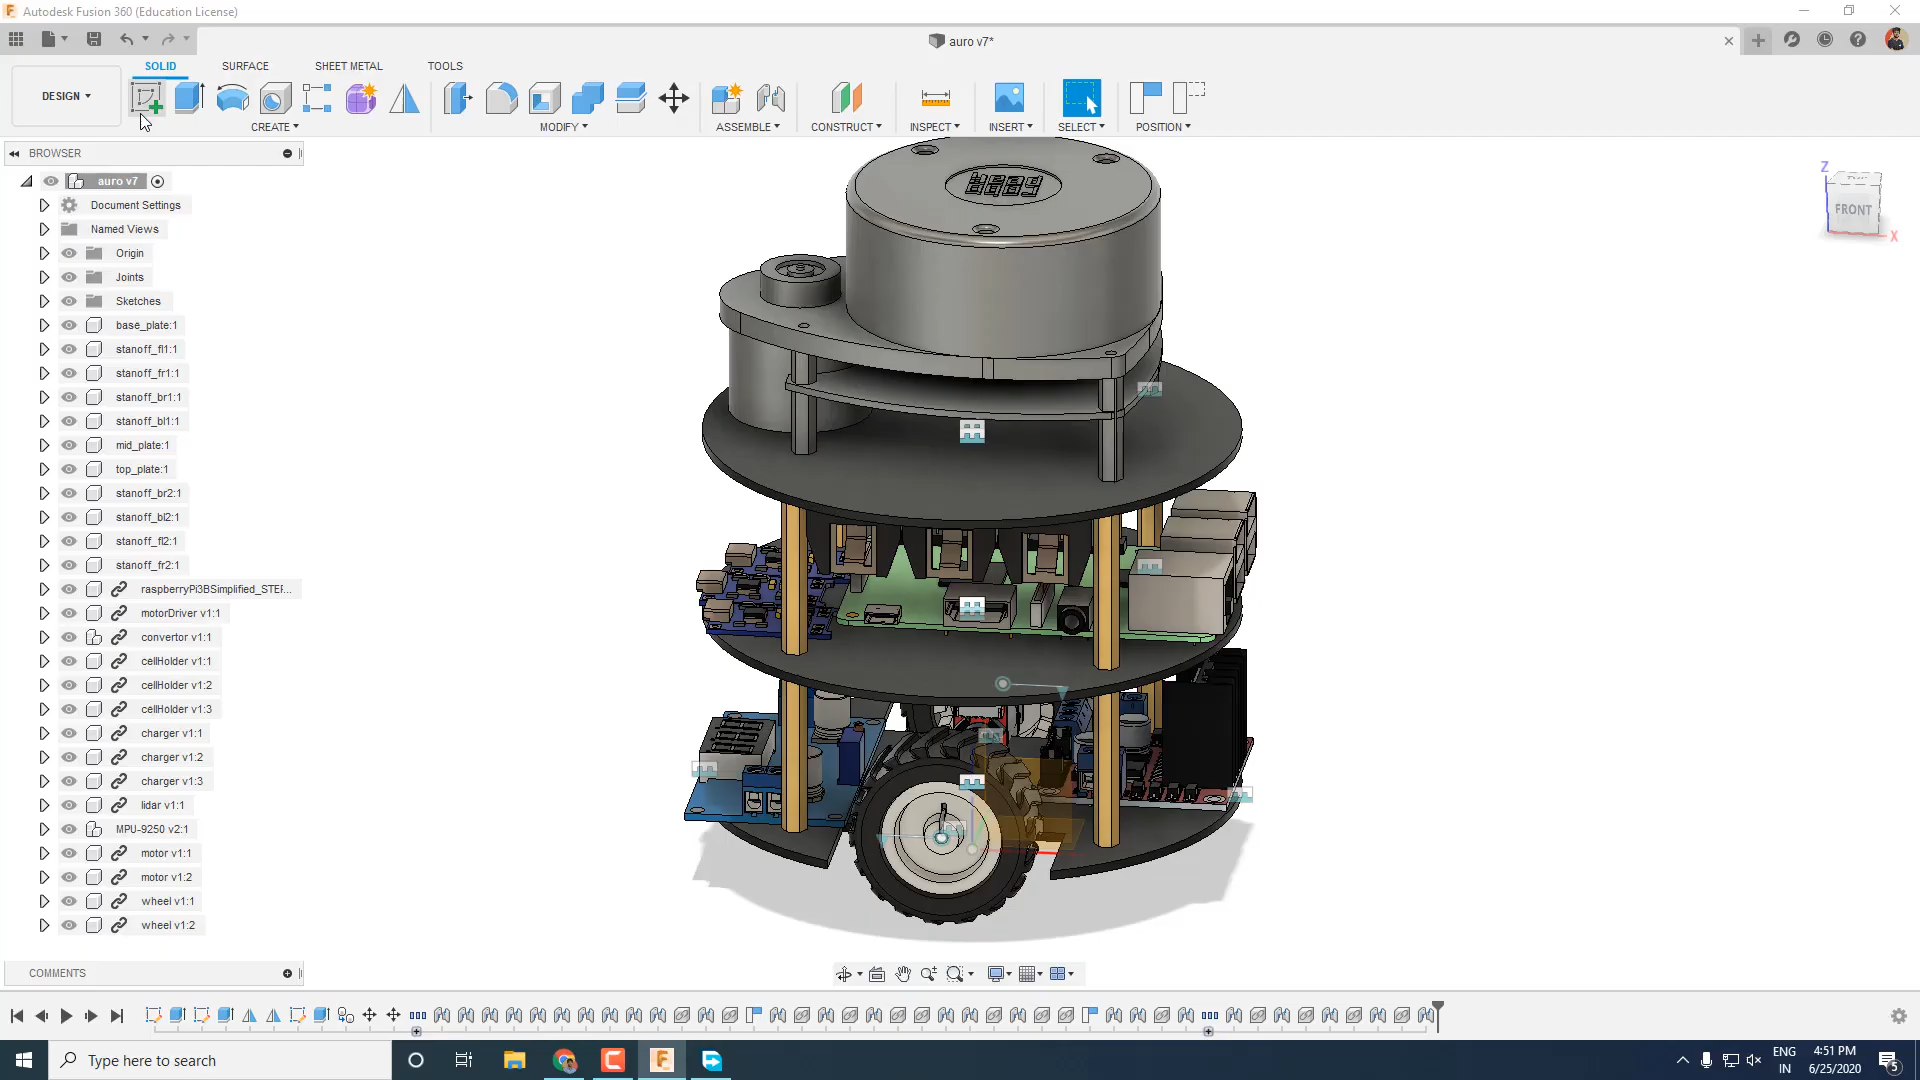 Autodesk Fusion 360 (Education License)
auro v7*
SOLID
SURFACE
SHEET METAL
TOOLS
DESIGN
CREATE
MODIFY
ASSEMBLE
CONSTRUCT
INSPECT
INSERT
SELECT
POSITION
BROWSER
auro v7
Document Settings
Named Views
Origin
Joints
Sketches
base_plate:1
stanoff_fl1:1
stanoff_fr1:1
stanoff_br1:1
stanoff_bl1:1
mid_plate:1
top_plate:1
stanoff_br2:1
stanoff_bl2:1
stanoff_fl2:1
stanoff_fr2:1
raspberryPi3BSimplified_STEF...
motorDriver v1:1
convertor v1:1
cellHolder v1:1
cellHolder v1:2
cellHolder v1:3
charger v1:1
charger v1:2
charger v1:3
lidar v1:1
MPU-9250 v2:1
motor v1:1
motor v1:2
wheel v1:1
wheel v1:2
Z
FRONT
X
COMMENTS
Type here to search
ENG
IN
4:51 PM
6/25/2020
5